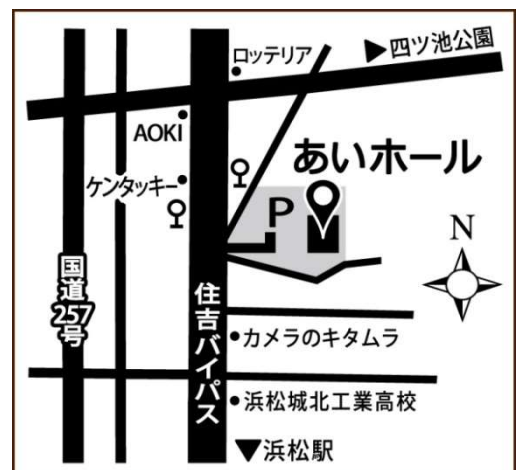 ロッテリア
▶四ツ池公園
AOKI
あいホール
ケンタッキー
P
N
国道257号
住吉バイパス
カメラのキタムラ
浜松城北工業高校
▼浜松駅